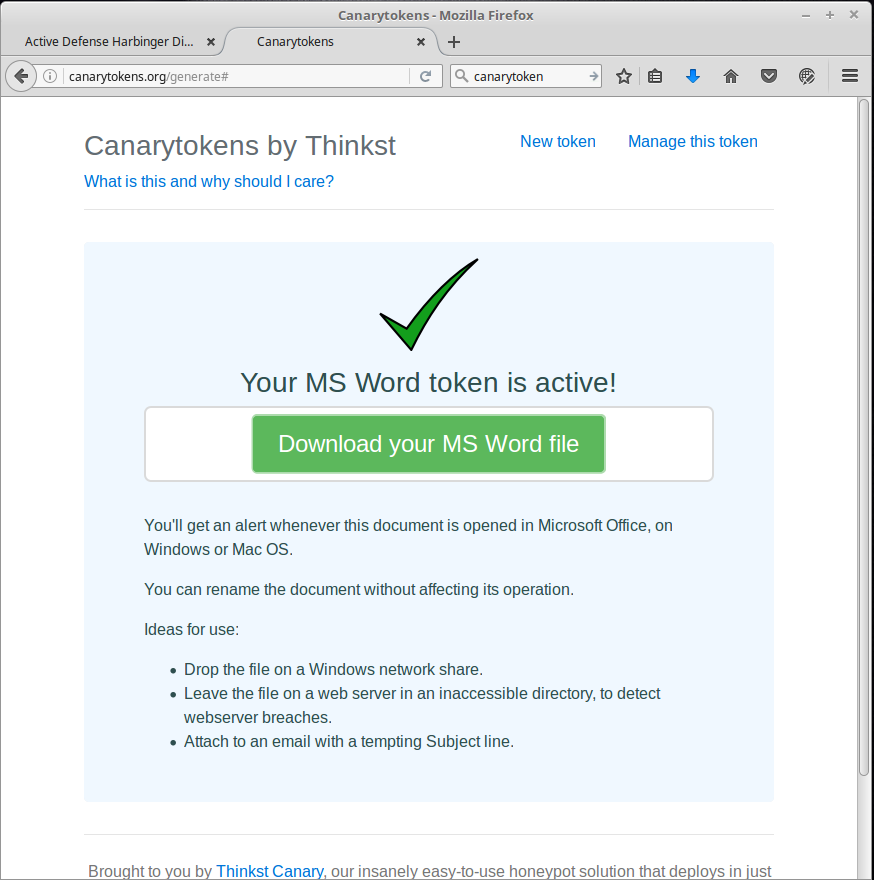 Canarytokens - Mozilla Firefox
Active Defense Harbinger Di...
Canarytokens
canarytokens.org/generate#
canarytoken
Canarytokens by Thinkst
New token
Manage this token
What is this and why should I care?
Your MS Word token is active!
Download your MS Word file
You'll get an alert whenever this document is opened in Microsoft Office, on
Windows or Mac OS.
You can rename the document without affecting its operation.
Ideas for use:
Drop the file on a Windows network share.
Leave the file on a web server in an inaccessible directory, to detect
webserver breaches.
Attach to an email with a tempting Subject line.
Brought to you by Thinkst Canary, our insanely easy-to-use honeypot solution that deploys in just